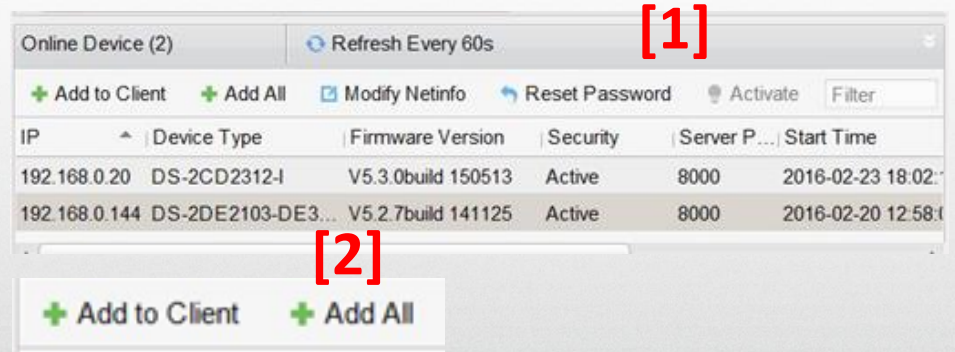 [1]
Online Device (2) Refresh Every 60s
Add to Client Add All Modify Netinfo Reset Password Activate Filter
IP Device Type Firmware Version Security Server P... Start Time
192.168.0.20 DS-2CD2312-I V5.3.0build 150513 Active 8000 2016-02-23 18:02:
192.168.0.144 DS-2DE2103-DE3... V5.2.7build 141125 Active 8000 2016-02-20 12:58:
[2]
Add to Client Add All